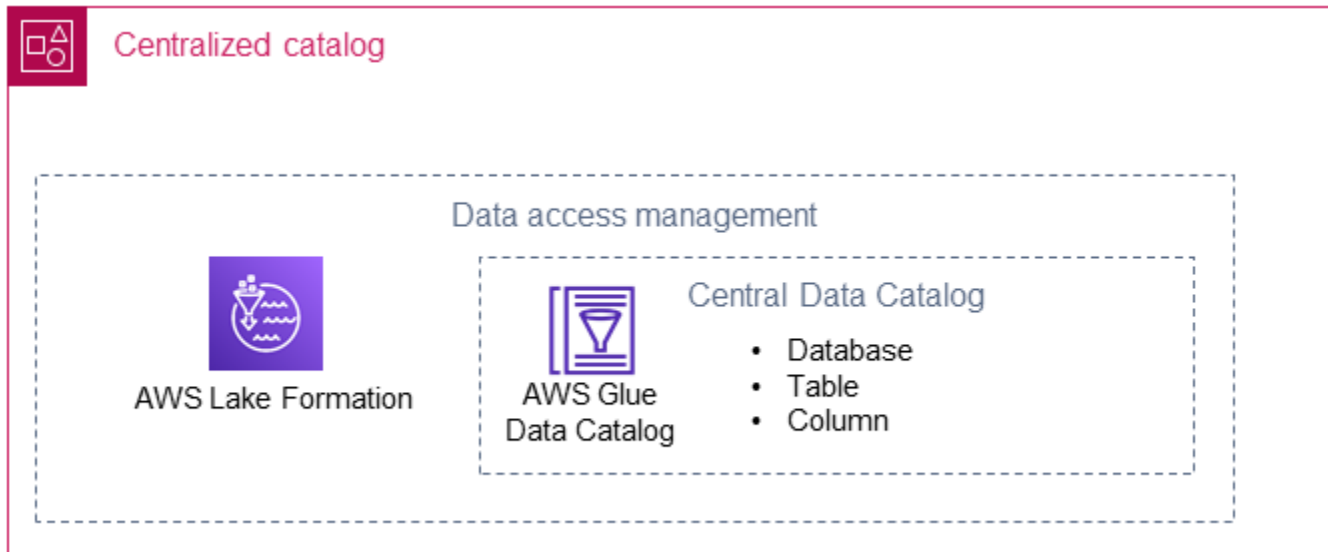 Centralized catalog
Data access management
AWS Lake Formation
AWS Glue
Data Catalog
Central Data Catalog
• Database
• Table
• Column